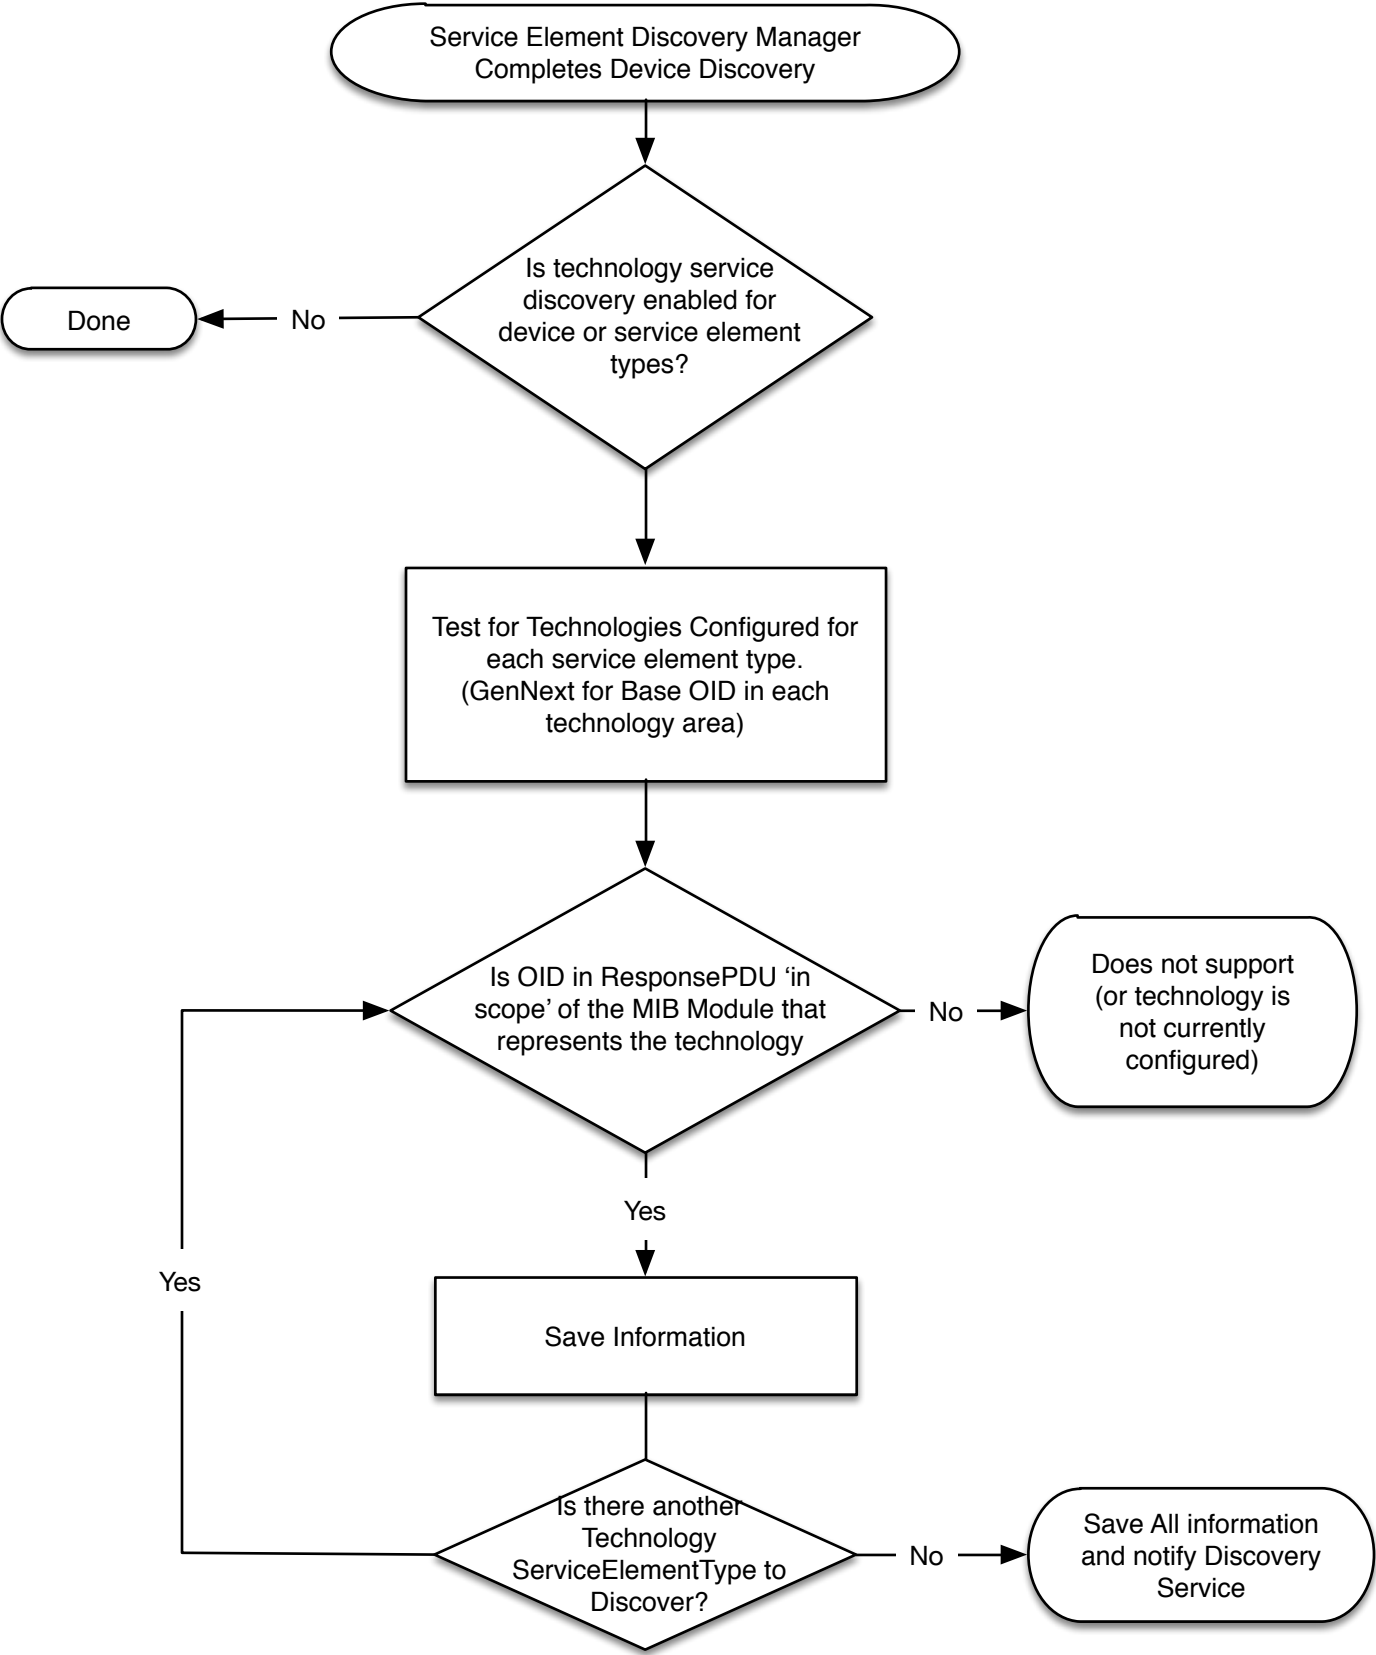 Service Element Discovery Manager
Completes Device Discovery
Is technology service
discovery enabled for
device or service element
types?
No
Done
Test for Technologies Configured for
each service element type.
(GenNext for Base OID in each
technology area)
Is OID in ResponsePDU ‘in
scope’ of the MIB Module that
represents the technology
No
Does not support
(or technology is
not currently
configured)
Yes
Yes
Save Information
Is there another
Technology
ServiceElementType to
Discover?
No
Save All information
and notify Discovery
Service